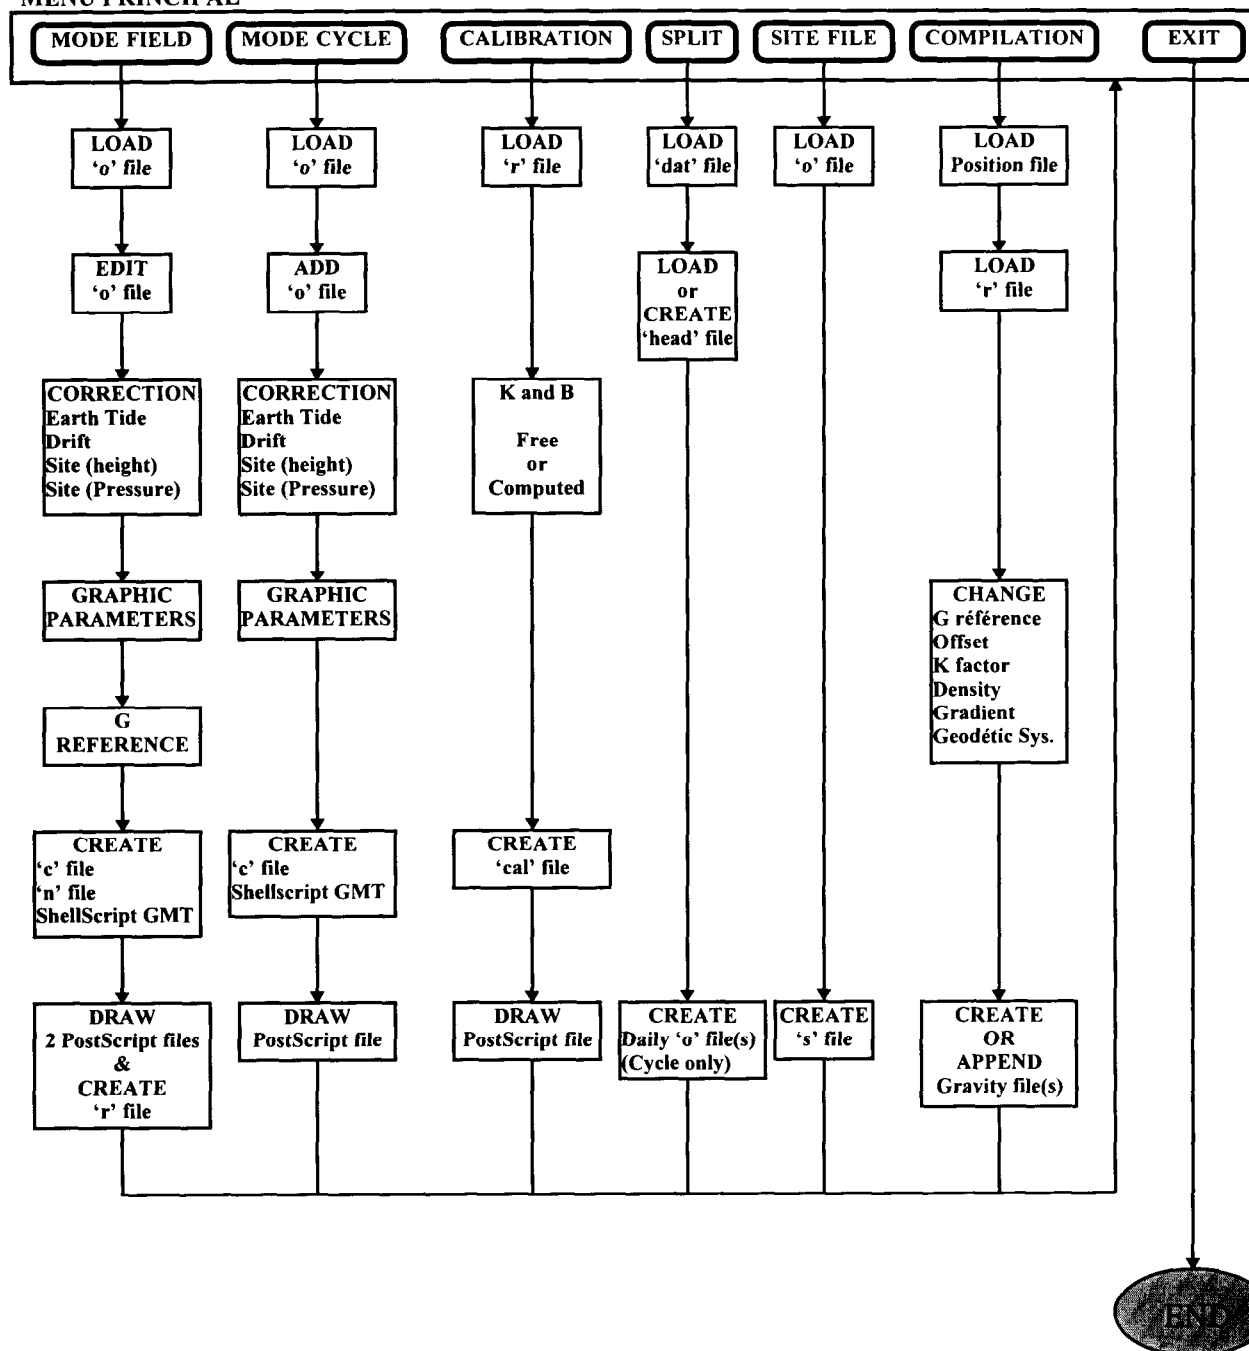 MENU PRINCIPAL
MODE FIELD
MODE CYCLE
CALIBRATION
SPLIT
SITE FILE
COMPILATION
EXIT
LOAD
‘o’ file
LOAD
‘o’ file
LOAD
‘r’ file
LOAD
‘dat’ file
LOAD
‘o’ file
LOAD
Position file
EDIT
‘o’ file
ADD
‘o’ file
LOAD
or
CREATE
‘head’ file
LOAD
‘r’ file
CORRECTION
Earth Tide
Drift
Site (height)
Site (Pressure)
CORRECTION
Earth Tide
Drift
Site (height)
Site (Pressure)
K and B
Free
or
Computed
GRAPHIC
PARAMETERS
GRAPHIC
PARAMETERS
CHANGE
G référence
Offset
K factor
Density
Gradient
Geodétic Sys.
G
REFERENCE
CREATE
‘c’ file
‘n’ file
ShellScript GMT
CREATE
‘c’ file
Shellscript GMT
CREATE
‘cal’ file
DRAW
2 PostScript files
&
CREATE
‘r’ file
DRAW
PostScript file
DRAW
PostScript file
CREATE
Daily ‘o’ file(s)
(Cycle only)
CREATE
‘s’ file
CREATE
OR
APPEND
Gravity file(s)
END